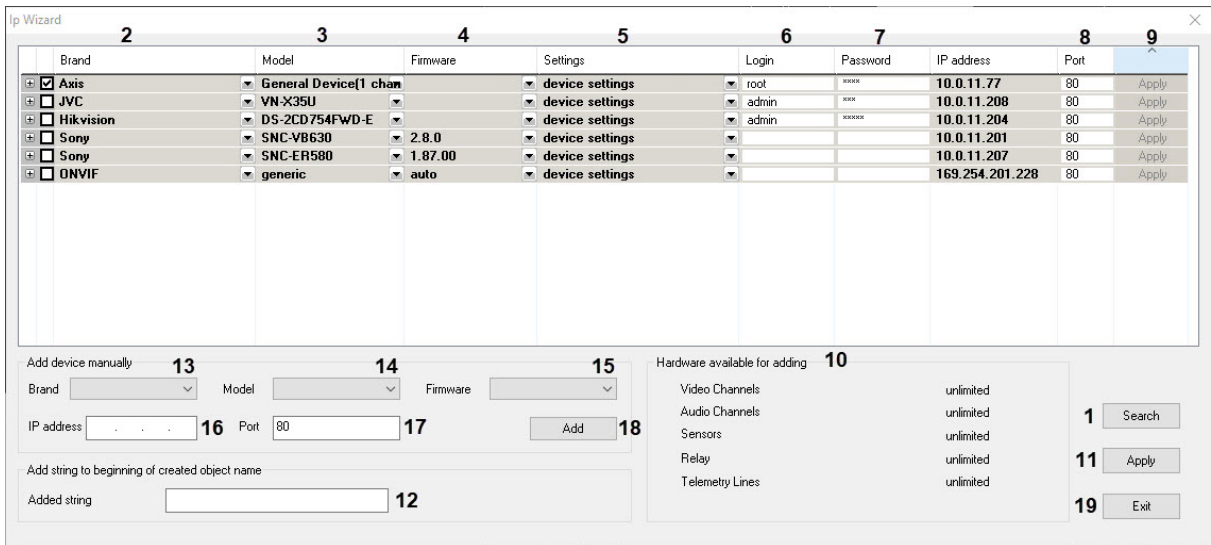 Ip Wizard
2 3 4 5 6 7 8 9
Brand Model Firmware Settings Login Password IP address Port
Axis General Device(1 chan device settings root **** 10.0.11.77 80 Apply
JVC VN-X35U device settings admin *** 10.0.11.208 80 Apply
Hikvision DS-2CD754FWD-E device settings admin ***** 10.0.11.204 80 Apply
Sony SNC-VB630 2.8.0 device settings 10.0.11.201 80 Apply
Sony SNC-ER580 1.87.00 device settings 10.0.11.207 80 Apply
ONVIF generic auto device settings 169.254.201.228 80 Apply
Add device manually 13 14 15
Brand Model Firmware
IP address . . . 16 Port 80 17 Add 18
Add string to beginning of created object name
Added string 12
Hardware available for adding 10
Video Channels unlimited
Audio Channels unlimited
Sensors unlimited
Relay unlimited
Telemetry Lines unlimited
1 Search
11 Apply
19 Exit